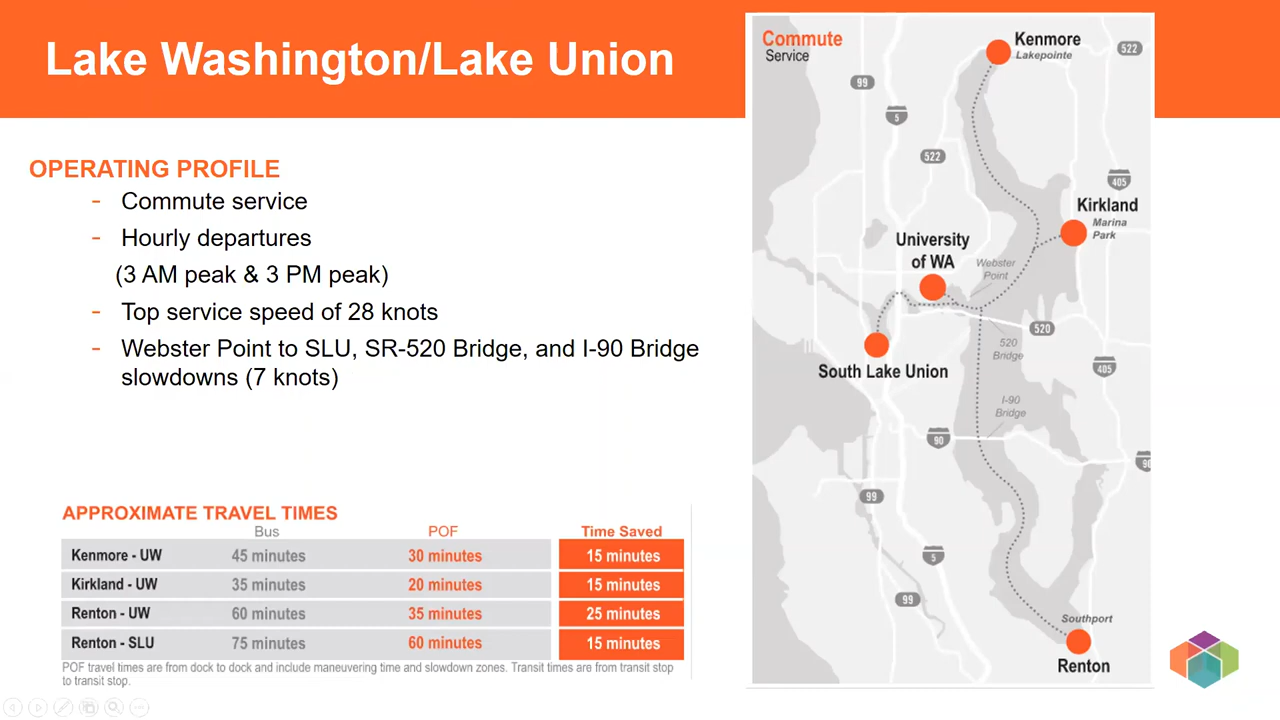 Lake Washington/Lake Union
OPERATING PROFILE
- Commute service
- Hourly departures
(3 AM peak & 3 PM peak)
- Top service speed of 28 knots
- Webster Point to SLU, SR-520 Bridge, and I-90 Bridge
slowdowns (7 knots)
APPROXIMATE TRAVEL TIMES
Bus POF Time Saved
Kenmore - UW 45 minutes 30 minutes 15 minutes
Kirkland - UW 35 minutes 20 minutes 15 minutes
Renton - UW 60 minutes 35 minutes 25 minutes
Renton - SLU 75 minutes 60 minutes 15 minutes
POF travel times are from dock to dock and include maneuvering time and slowdown zones. Transit times are from transit stop
to transit stop.
Commute
Service
Kenmore
Lakepointe
522
99
5
522
405
Kirkland
Marina
Park
University
of WA
Webster
Point
520
520
Bridge
South Lake Union
405
I-90
Bridge
90
90
99
5
99
Southport
Renton